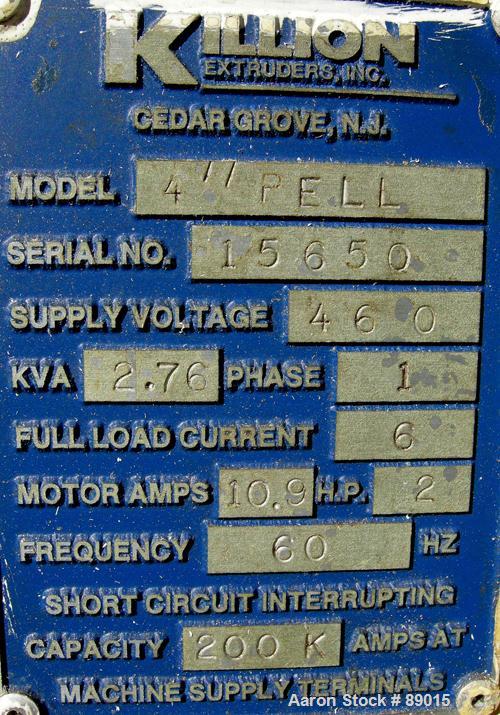 KILLION
EXTRUDERS, INC.
CEDAR GROVE, N.J.
MODEL 4" PELL
SERIAL NO. 15650
SUPPLY VOLTAGE 460
KVA 2.76 PHASE 1
FULL LOAD CURRENT 6
MOTOR AMPS 10.9 H.P. 2
FREQUENCY 60 HZ
SHORT CIRCUIT INTERRUPTING
CAPACITY 200 K AMPS AT
MACHINE SUPPLY TERMINALS
Aaron Stock # 89015